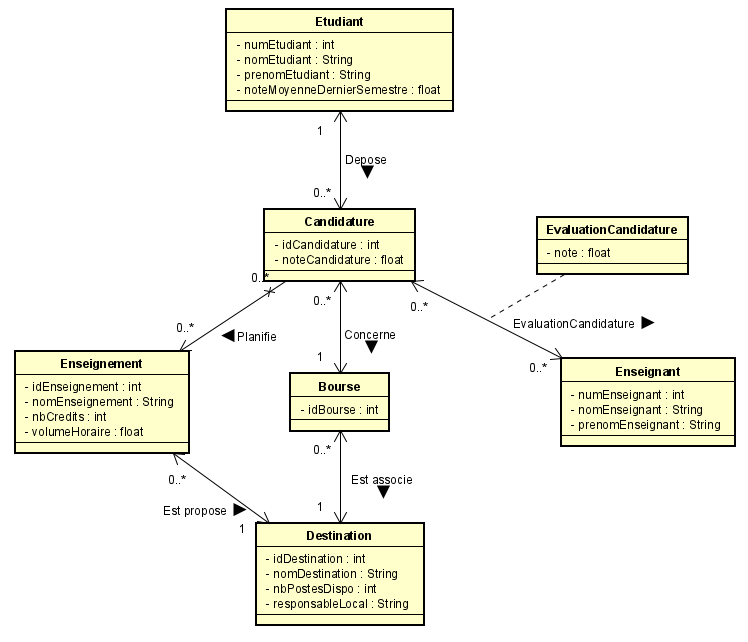 Etudiant
- numEtudiant : int
- nomEtudiant : String
- prenomEtudiant : String
- noteMoyenneDernierSemestre : float
1
Depose
0..*
Candidature
- idCandidature : int
- noteCandidature : float
EvaluationCandidature
- note : float
0..*
0..*
0..*
0..*
Planifie
Concerne
EvaluationCandidature
1
0..*
Enseignement
- idEnseignement : int
- nomEnseignement : String
- nbCredits : int
- volumeHoraire : float
Bourse
- idBourse : int
Enseignant
- numEnseignant : int
- nomEnseignant : String
- prenomEnseignant : String
0..*
0..*
Est associe
Est propose
1
1
Destination
- idDestination : int
- nomDestination : String
- nbPostesDispo : int
- responsableLocal : String